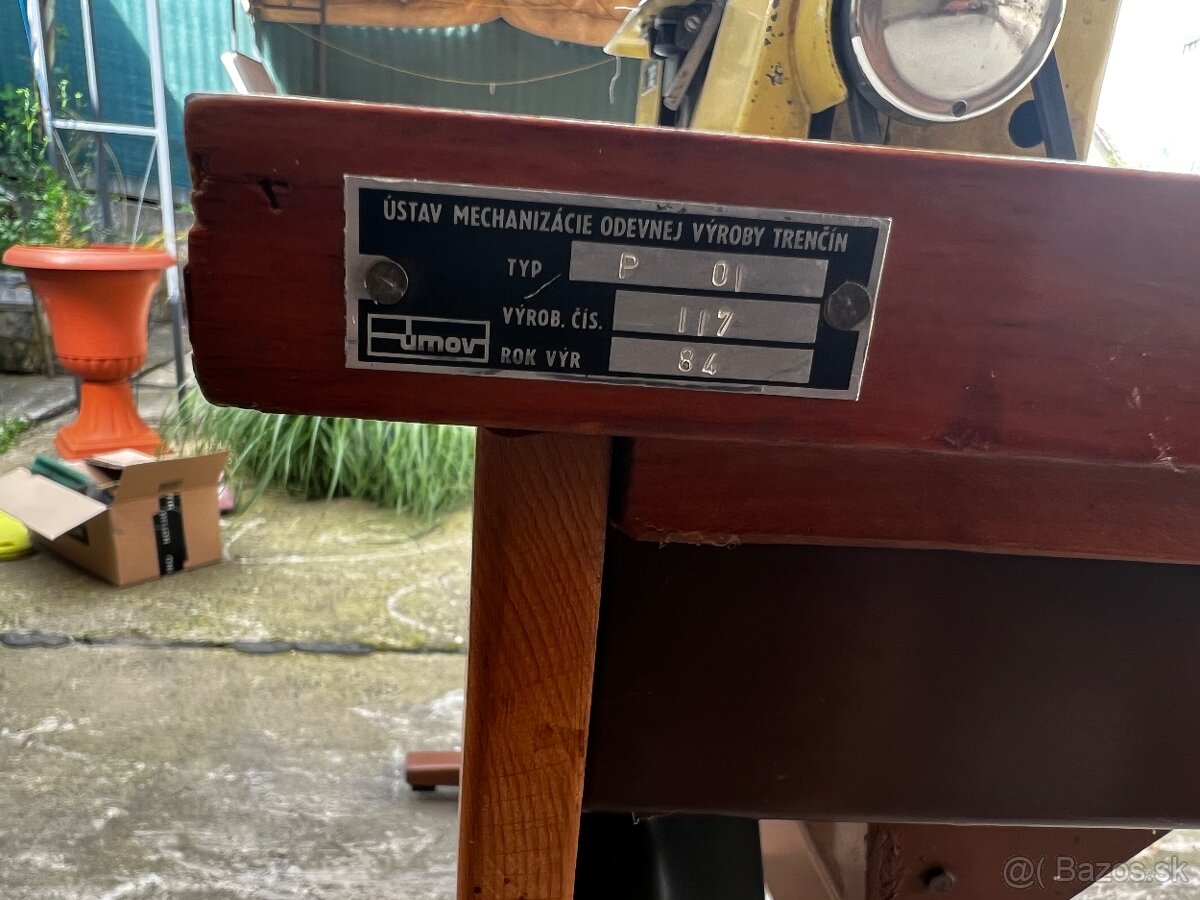 ÚSTAV MECHANIZÁCIE ODEVNEJ VÝROBY TRENČÍN
TYP P 01
VÝROB. ČÍS. 117
umov ROK VÝR 84
@( Bazos.sk